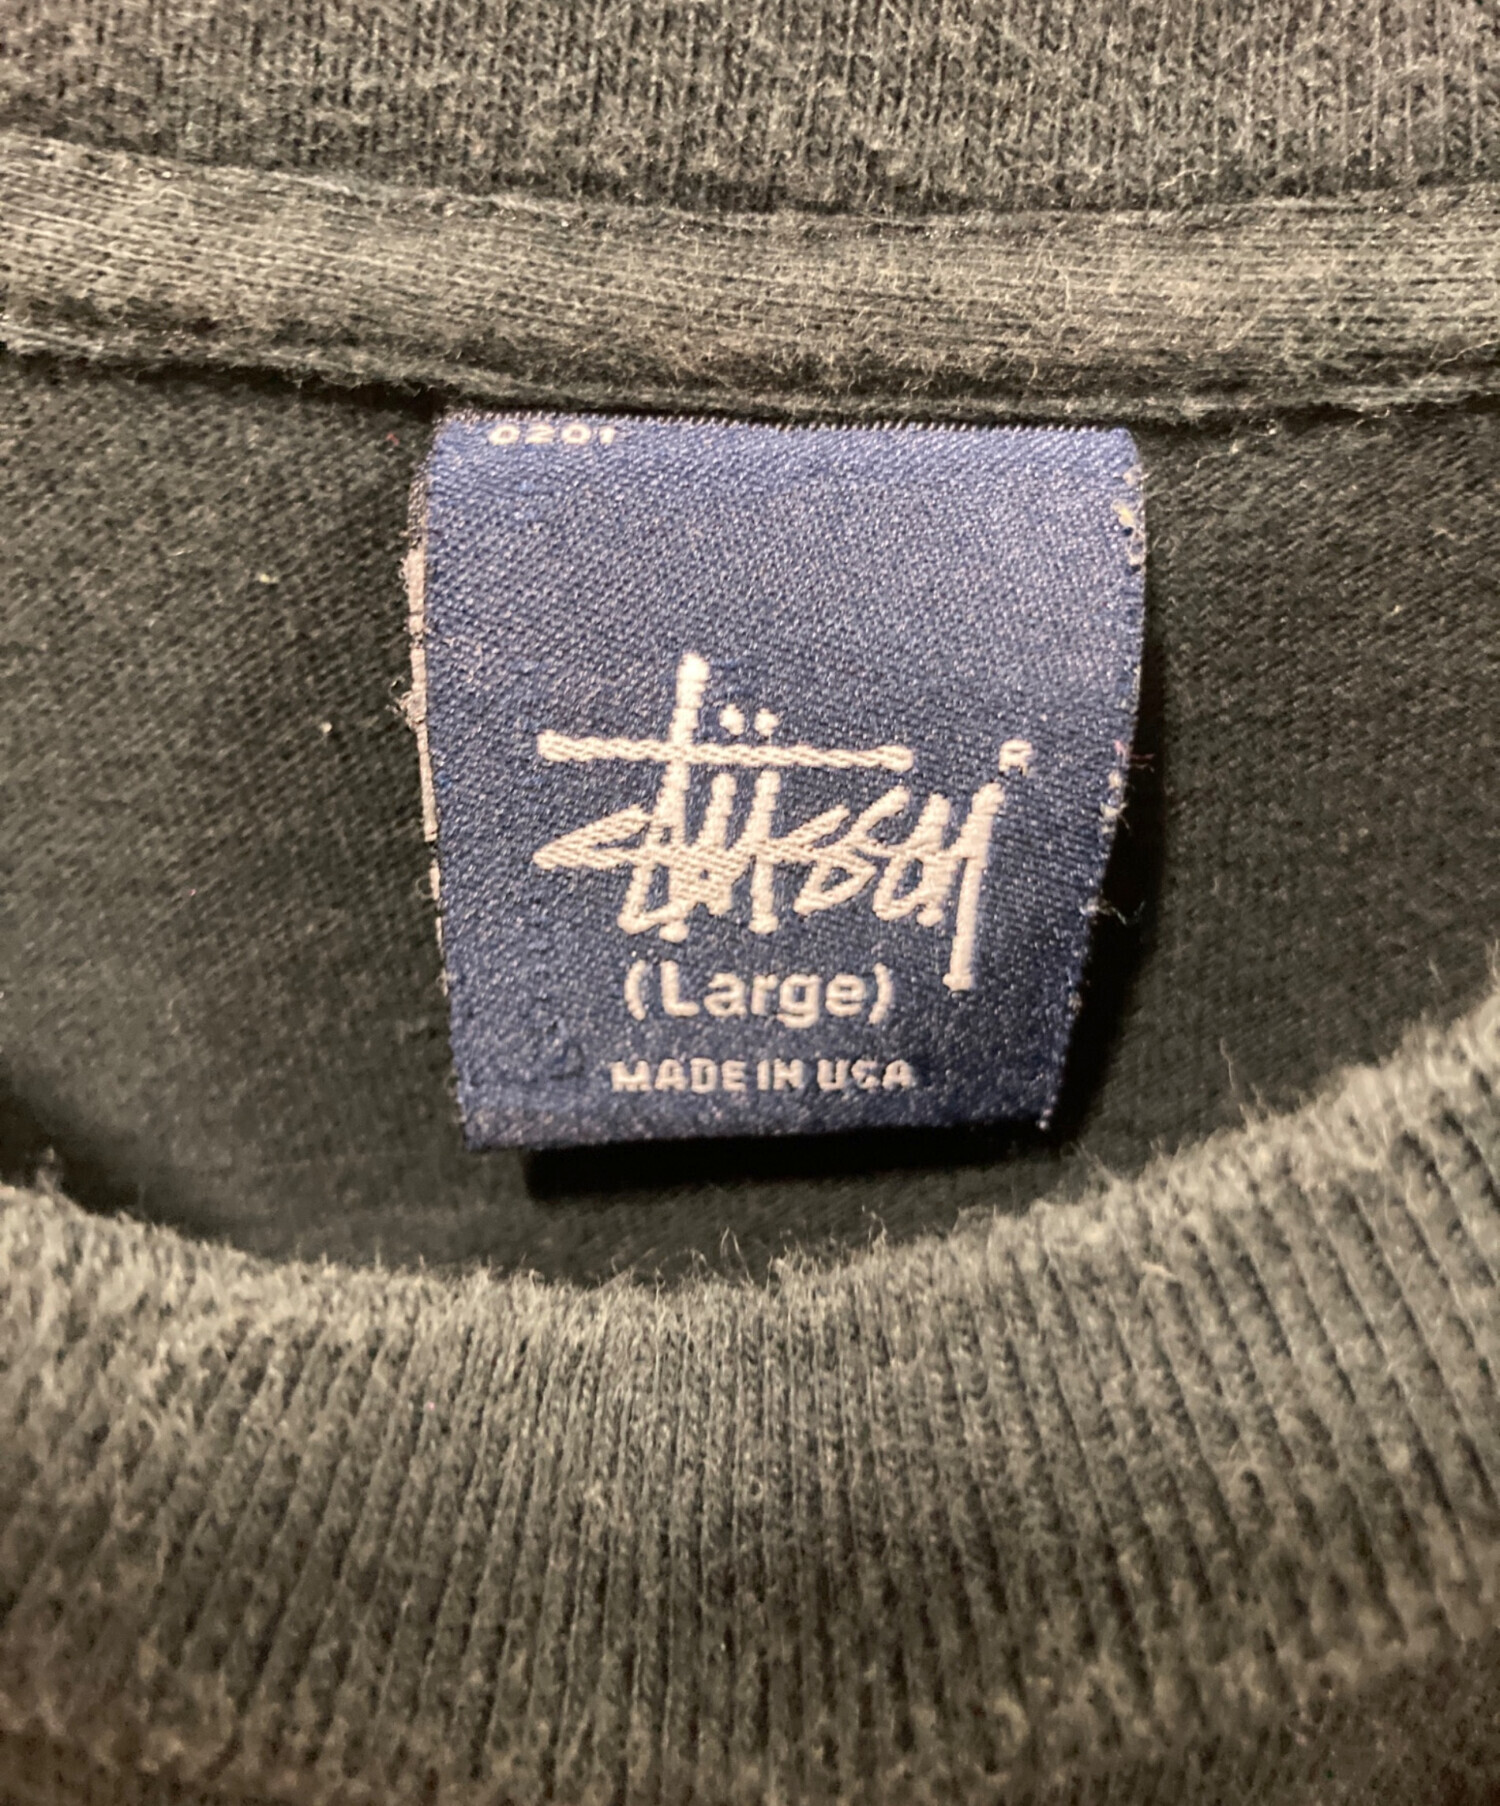 0201
Stüssy
R
(Large)
MADE IN USA